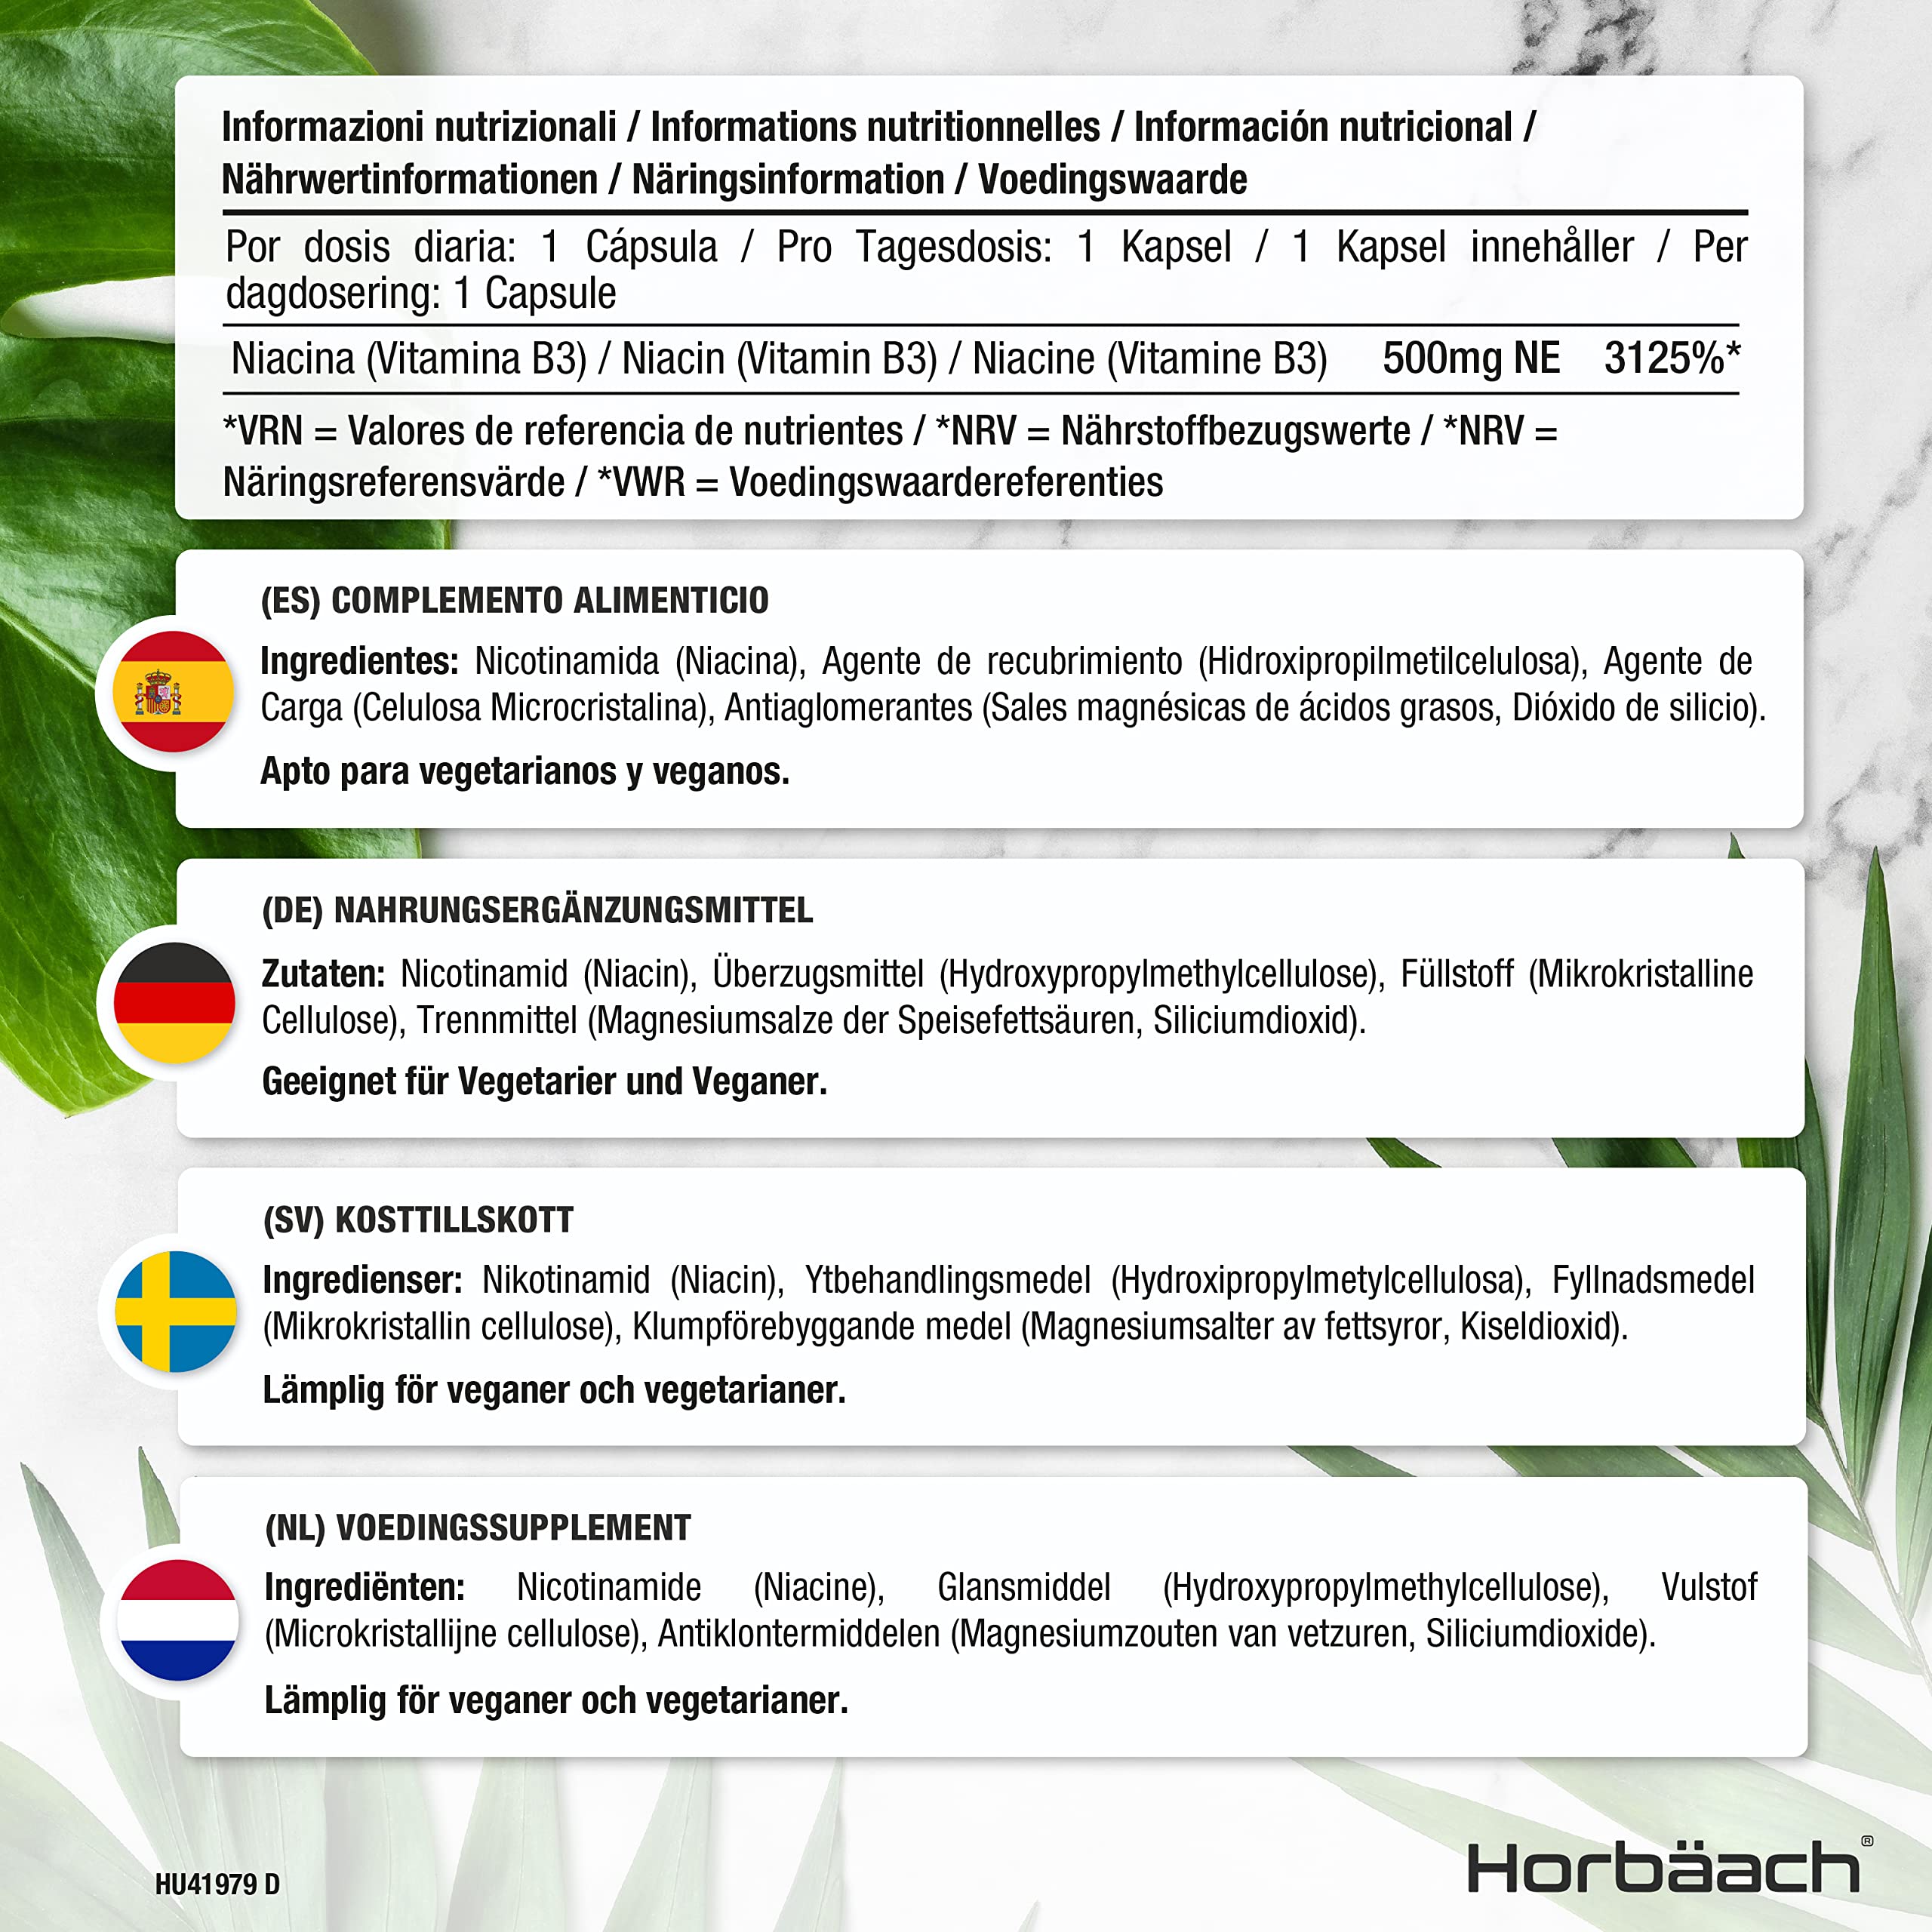 Informazioni nutrizionali / Informations nutritionnelles / Información nutricional /
Nährwertinformationen / Näringsinformation / Voedingswaarde
Por dosis diaria: 1 Cápsula / Pro Tagesdosis: 1 Kapsel / 1 Kapsel innehåller / Per
dagdosering: 1 Capsule
Niacina (Vitamina B3) / Niacin (Vitamin B3) / Niacine (Vitamine B3) 500mg NE 3125%*
*VRN = Valores de referencia de nutrientes / *NRV = Nährstoffbezugswerte / *NRV =
Näringsreferensvärde / *VWR = Voedingswaardereferenties
(ES) COMPLEMENTO ALIMENTICIO
Ingredientes: Nicotinamida (Niacina), Agente de recubrimiento (Hidroxipropilmetilcelulosa), Agente de
Carga (Celulosa Microcristalina), Antiaglomerantes (Sales magnésicas de ácidos grasos, Dióxido de silicio).
Apto para vegetarianos y veganos.
(DE) NAHRUNGSERGÄNZUNGSMITTEL
Zutaten: Nicotinamid (Niacin), Überzugsmittel (Hydroxypropylmethylcellulose), Füllstoff (Mikrokristalline
Cellulose), Trennmittel (Magnesiumsalze der Speisefettsäuren, Siliciumdioxid).
Geeignet für Vegetarier und Veganer.
(SV) KOSTTILLSKOTT
Ingredienser: Nikotinamid (Niacin), Ytbehandlingsmedel (Hydroxipropylmetylcellulosa), Fyllnadsmedel
(Mikrokristallin cellulose), Klumpförebyggande medel (Magnesiumsalter av fettsyror, Kiseldioxid).
Lämplig för veganer och vegetarianer.
(NL) VOEDINGSSUPPLEMENT
Ingrediënten: Nicotinamide (Niacine), Glansmiddel (Hydroxypropylmethylcellulose), Vulstof
(Microkristallijne cellulose), Antiklontermiddelen (Magnesiumzouten van vetzuren, Siliciumdioxide).
Lämplig för veganer och vegetarianer.
HU41979 D
Horbäach®